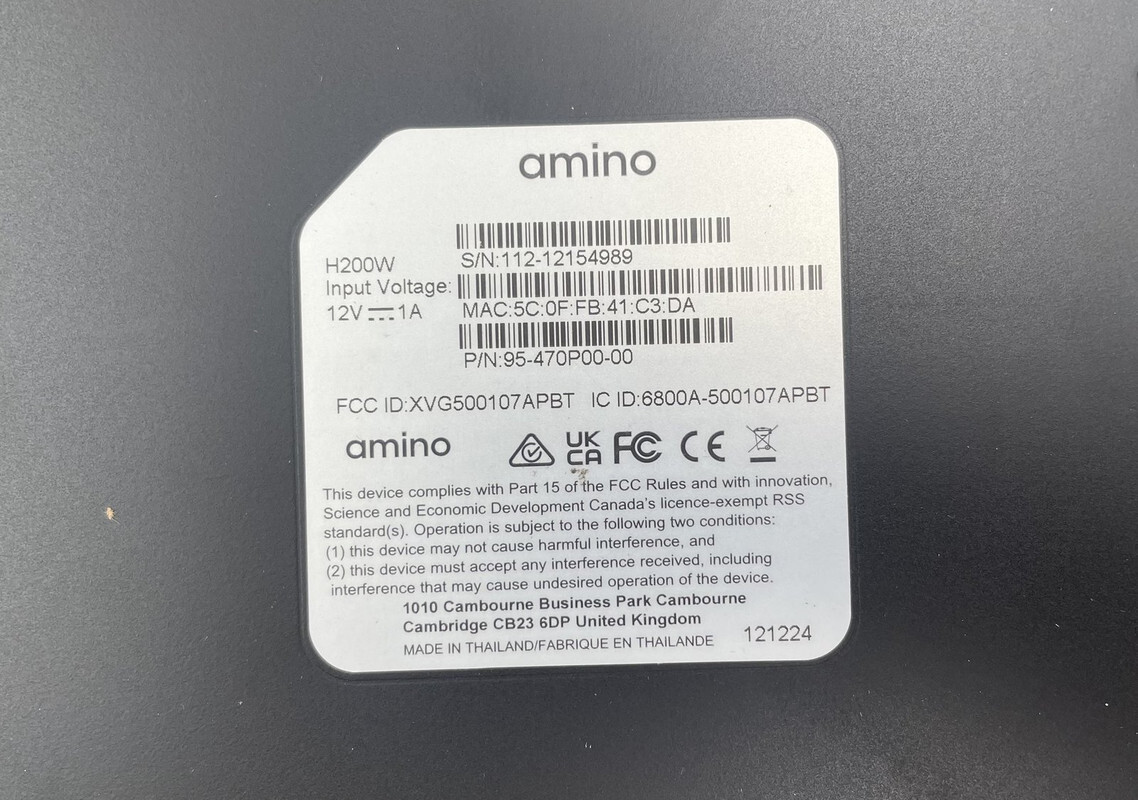 amino
S/N:112-12154989
H200W
Input Voltage:
12V 1A
MAC:5C:0F:FB:41:C3:DA
P/N:95-470P00-00
FCC ID:XVG500107APBT IC ID:6800A-500107APBT
amino UK CA FC CE
This device complies with Part 15 of the FCC Rules and with innovation,
Science and Economic Development Canada's licence-exempt RSS
standard(s). Operation is subject to the following two conditions:
(1) this device may not cause harmful interference, and
(2) this device must accept any interference received, including
interference that may cause undesired operation of the device.
1010 Cambourne Business Park Cambourne
Cambridge CB23 6DP United Kingdom
MADE IN THAILAND/FABRIQUE EN THAILANDE 121224